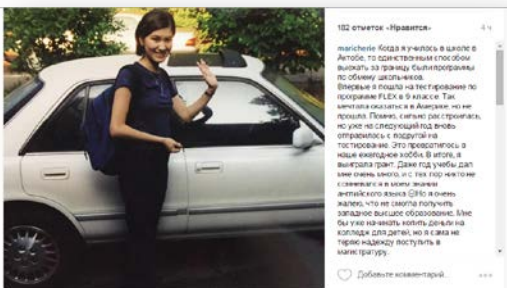 182 отметок «Нравится» 4 ч
maricherie Когда я училась в школе в
Актобе, то единственным способом
выехать за границу были программы
по обмену школьников.
Впервые я пошла на тестирование по
программе FLEX в 9 классе. Так
мечтала оказаться в Америке, но не
прошла. Помню, сильно расстроилась,
но уже на следующий год вновь
отправилась с подругой на
тестирование. Это превратилось в
наше ежегодное хобби. В итоге, я
выиграла грант. Даже год учебы дал
мне очень много, и с тех пор никто не
сомневался в моем знании
английского языка Но я очень
жалею, что не смогла получить
западное высшее образование. Мне
бы уже начинать копить деньги на
колледж для детей, но я сама не
теряю надежду поступить в
магистратуру.
Добавьте комментарий...